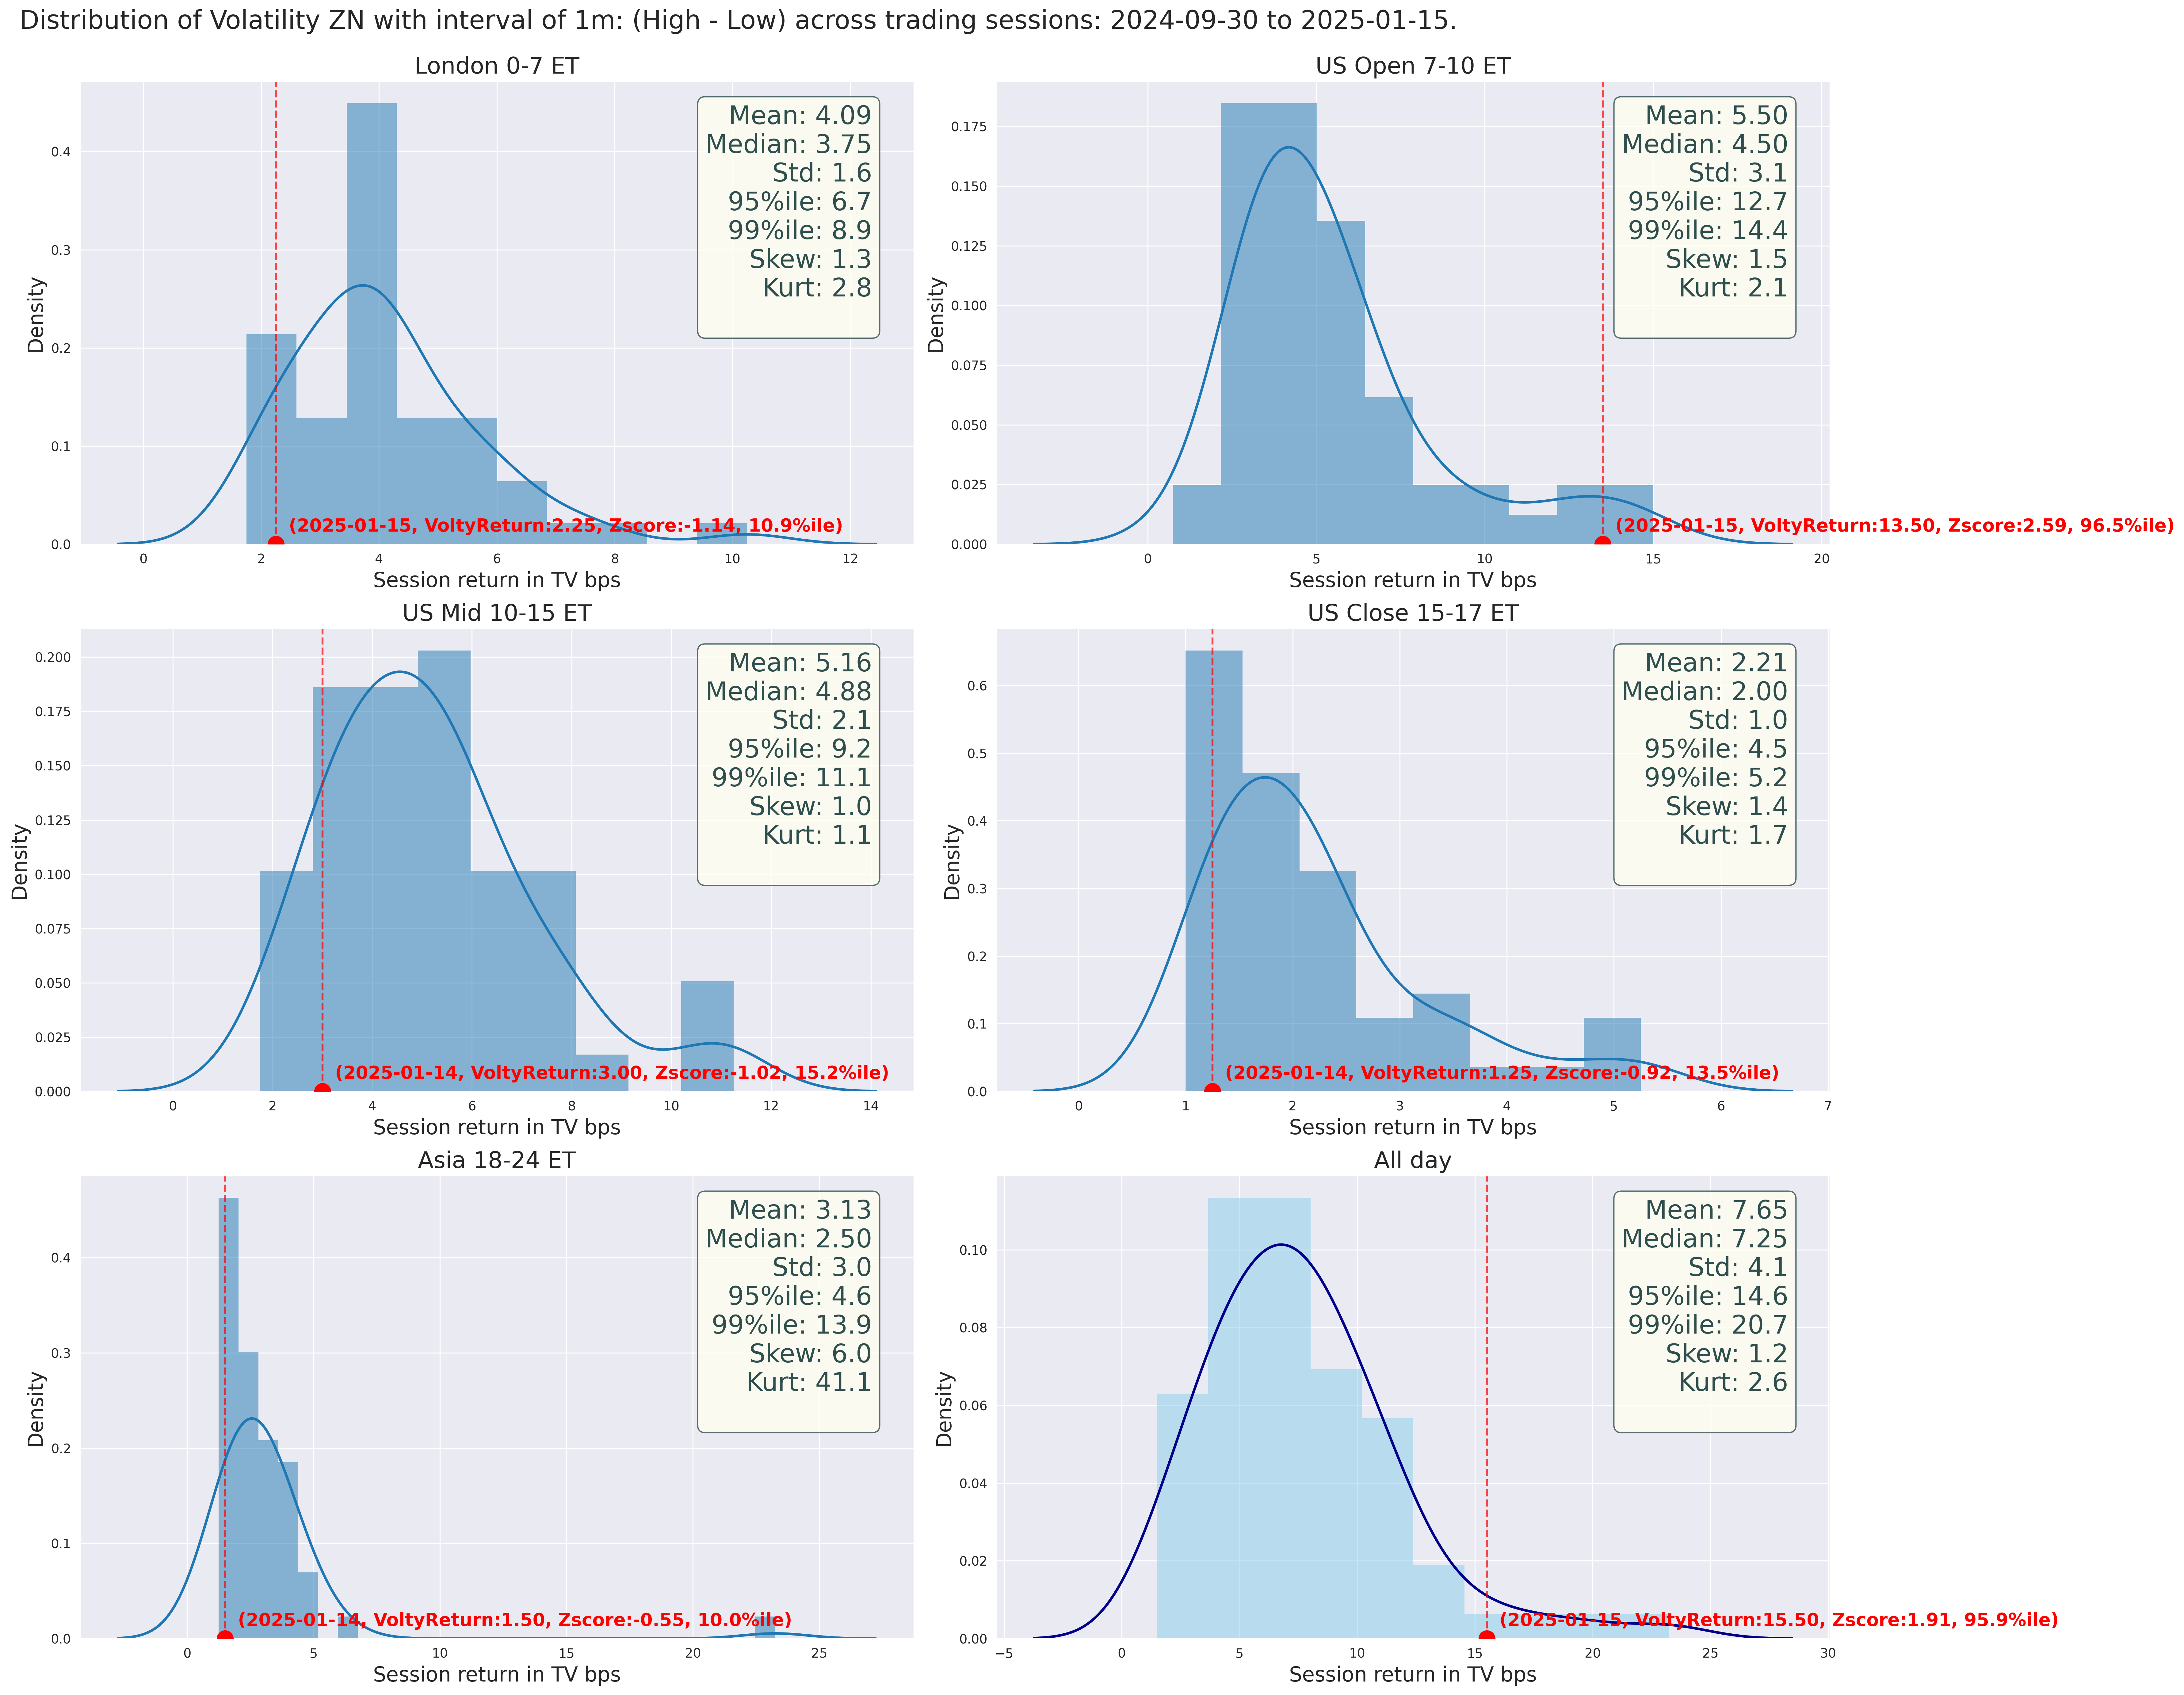 Distribution of Volatility ZN with interval of 1m: (High - Low) across trading sessions: 2024-09-30 to 2025-01-15.
London 0-7 ET
Mean: 4.09
Median: 3.75
Std: 1.6
95%ile: 6.7
99%ile: 8.9
Skew: 1.3
Kurt: 2.8
Density
0.4
0.3
0.2
0.1
0.0
(2025-01-15, VoltyReturn:2.25, Zscore:-1.14, 10.9%ile)
0 2 4 6 8 10 12
Session return in TV bps
US Open 7-10 ET
Mean: 5.50
Median: 4.50
Std: 3.1
95%ile: 12.7
99%ile: 14.4
Skew: 1.5
Kurt: 2.1
Density
0.175
0.150
0.125
0.100
0.075
0.050
0.025
0.000
(2025-01-15, VoltyReturn:13.50, Zscore:2.59, 96.5%ile)
0 5 10 15 20
Session return in TV bps
US Mid 10-15 ET
Mean: 5.16
Median: 4.88
Std: 2.1
95%ile: 9.2
99%ile: 11.1
Skew: 1.0
Kurt: 1.1
Density
0.200
0.175
0.150
0.125
0.100
0.075
0.050
0.025
0.000
(2025-01-14, VoltyReturn:3.00, Zscore:-1.02, 15.2%ile)
0 2 4 6 8 10 12 14
Session return in TV bps
US Close 15-17 ET
Mean: 2.21
Median: 2.00
Std: 1.0
95%ile: 4.5
99%ile: 5.2
Skew: 1.4
Kurt: 1.7
Density
0.6
0.5
0.4
0.3
0.2
0.1
0.0
(2025-01-14, VoltyReturn:1.25, Zscore:-0.92, 13.5%ile)
0 1 2 3 4 5 6 7
Session return in TV bps
Asia 18-24 ET
Mean: 3.13
Median: 2.50
Std: 3.0
95%ile: 4.6
99%ile: 13.9
Skew: 6.0
Kurt: 41.1
Density
0.4
0.3
0.2
0.1
0.0
(2025-01-14, VoltyReturn:1.50, Zscore:-0.55, 10.0%ile)
0 5 10 15 20 25
Session return in TV bps
All day
Mean: 7.65
Median: 7.25
Std: 4.1
95%ile: 14.6
99%ile: 20.7
Skew: 1.2
Kurt: 2.6
Density
0.10
0.08
0.06
0.04
0.02
0.00
(2025-01-15, VoltyReturn:15.50, Zscore:1.91, 95.9%ile)
−5 0 5 10 15 20 25 30
Session return in TV bps